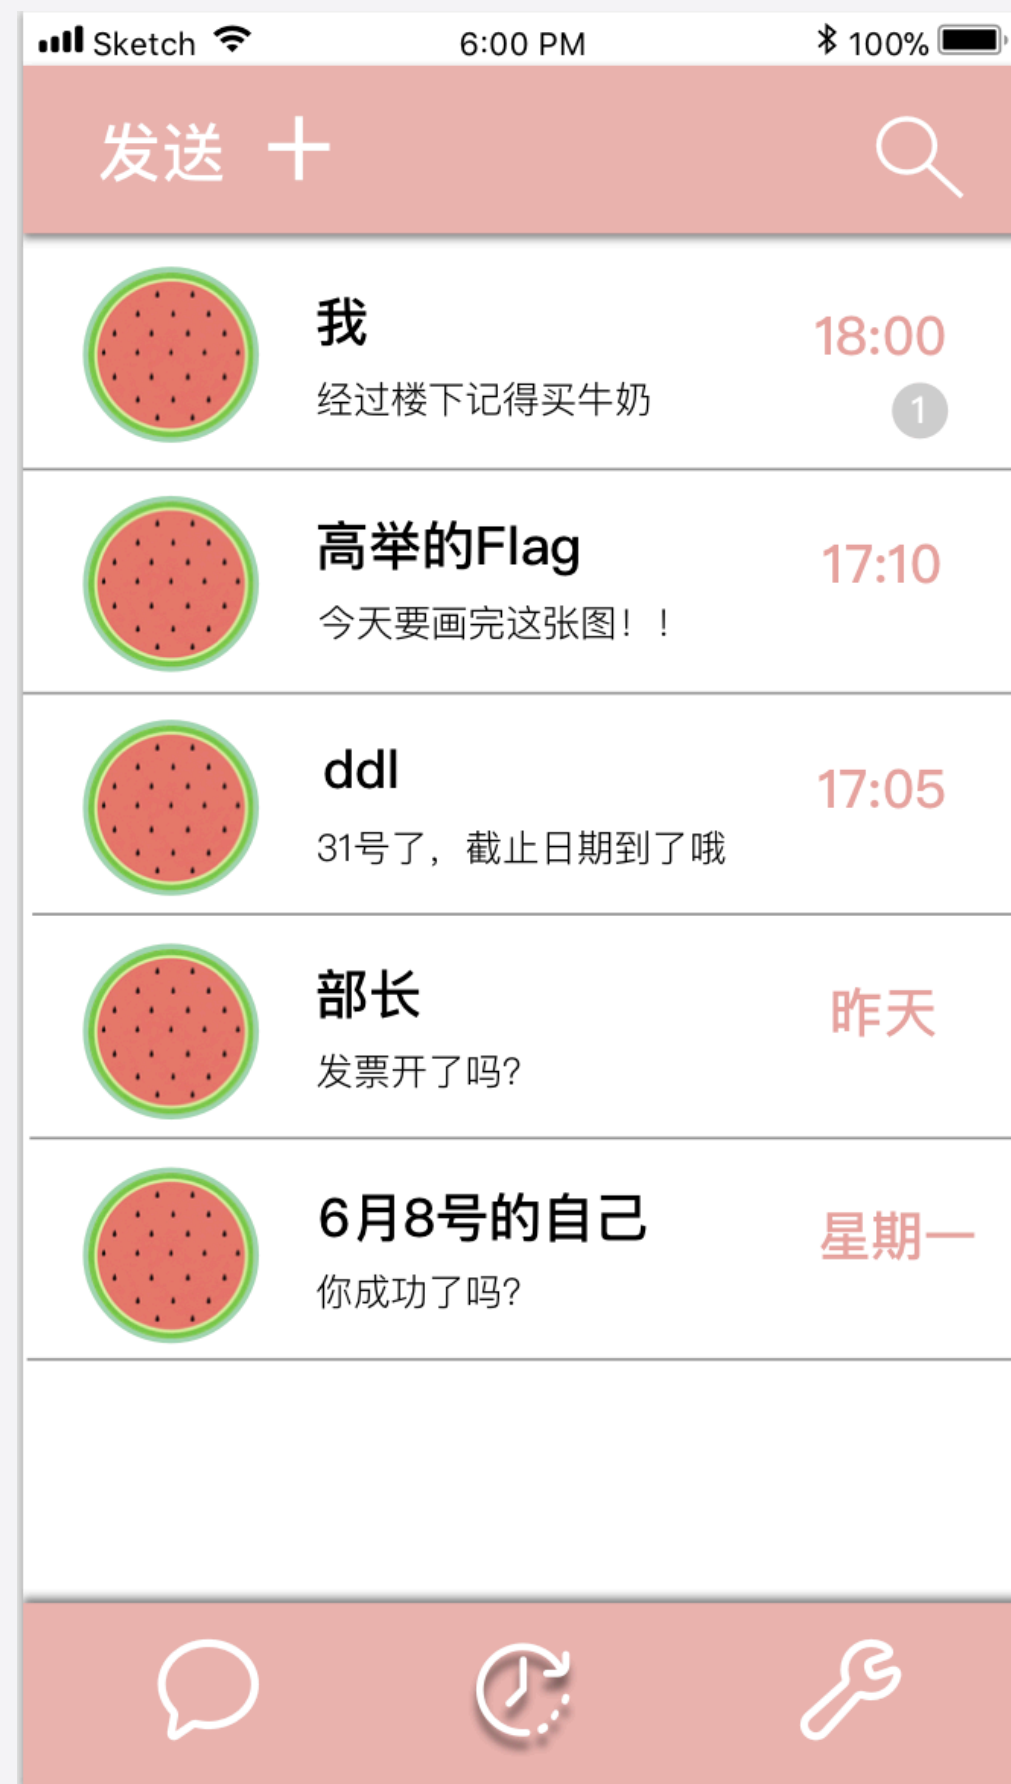 Sketch 6:00 PM 100%
发送
我
18:00
经过楼下记得买牛奶
1
高举的Flag
17:10
今天要画完这张图！！
ddl
17:05
31号了，截止日期到了哦
部长
昨天
发票开了吗？
6月8号的自己
星期一
你成功了吗？